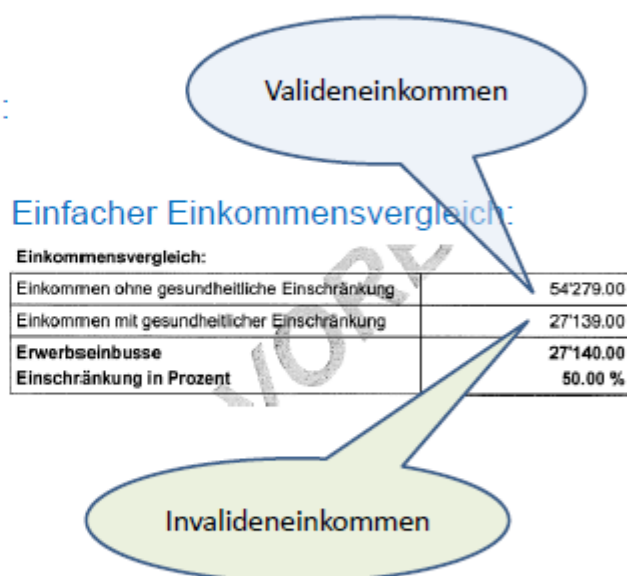 Valideneinkommen
:
Einfacher Einkommensvergleich:
Einkommensvergleich:
Einkommen ohne gesundheitliche Einschränkung 54'279.00
Einkommen mit gesundheitlicher Einschränkung 27'139.00
Erwerbseinbusse 27'140.00
Einschränkung in Prozent 50.00 %
VORE
Invalideneinkommen